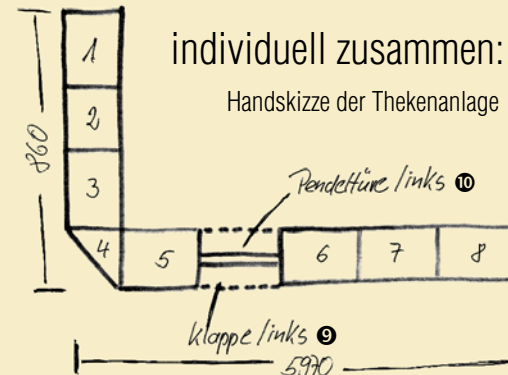 individuell zusammen:
Handskizze der Thekenanlage
1
2
860
3
Pendeltüre links ❿
4 5 6 7 8
Klappe links ❾
5970